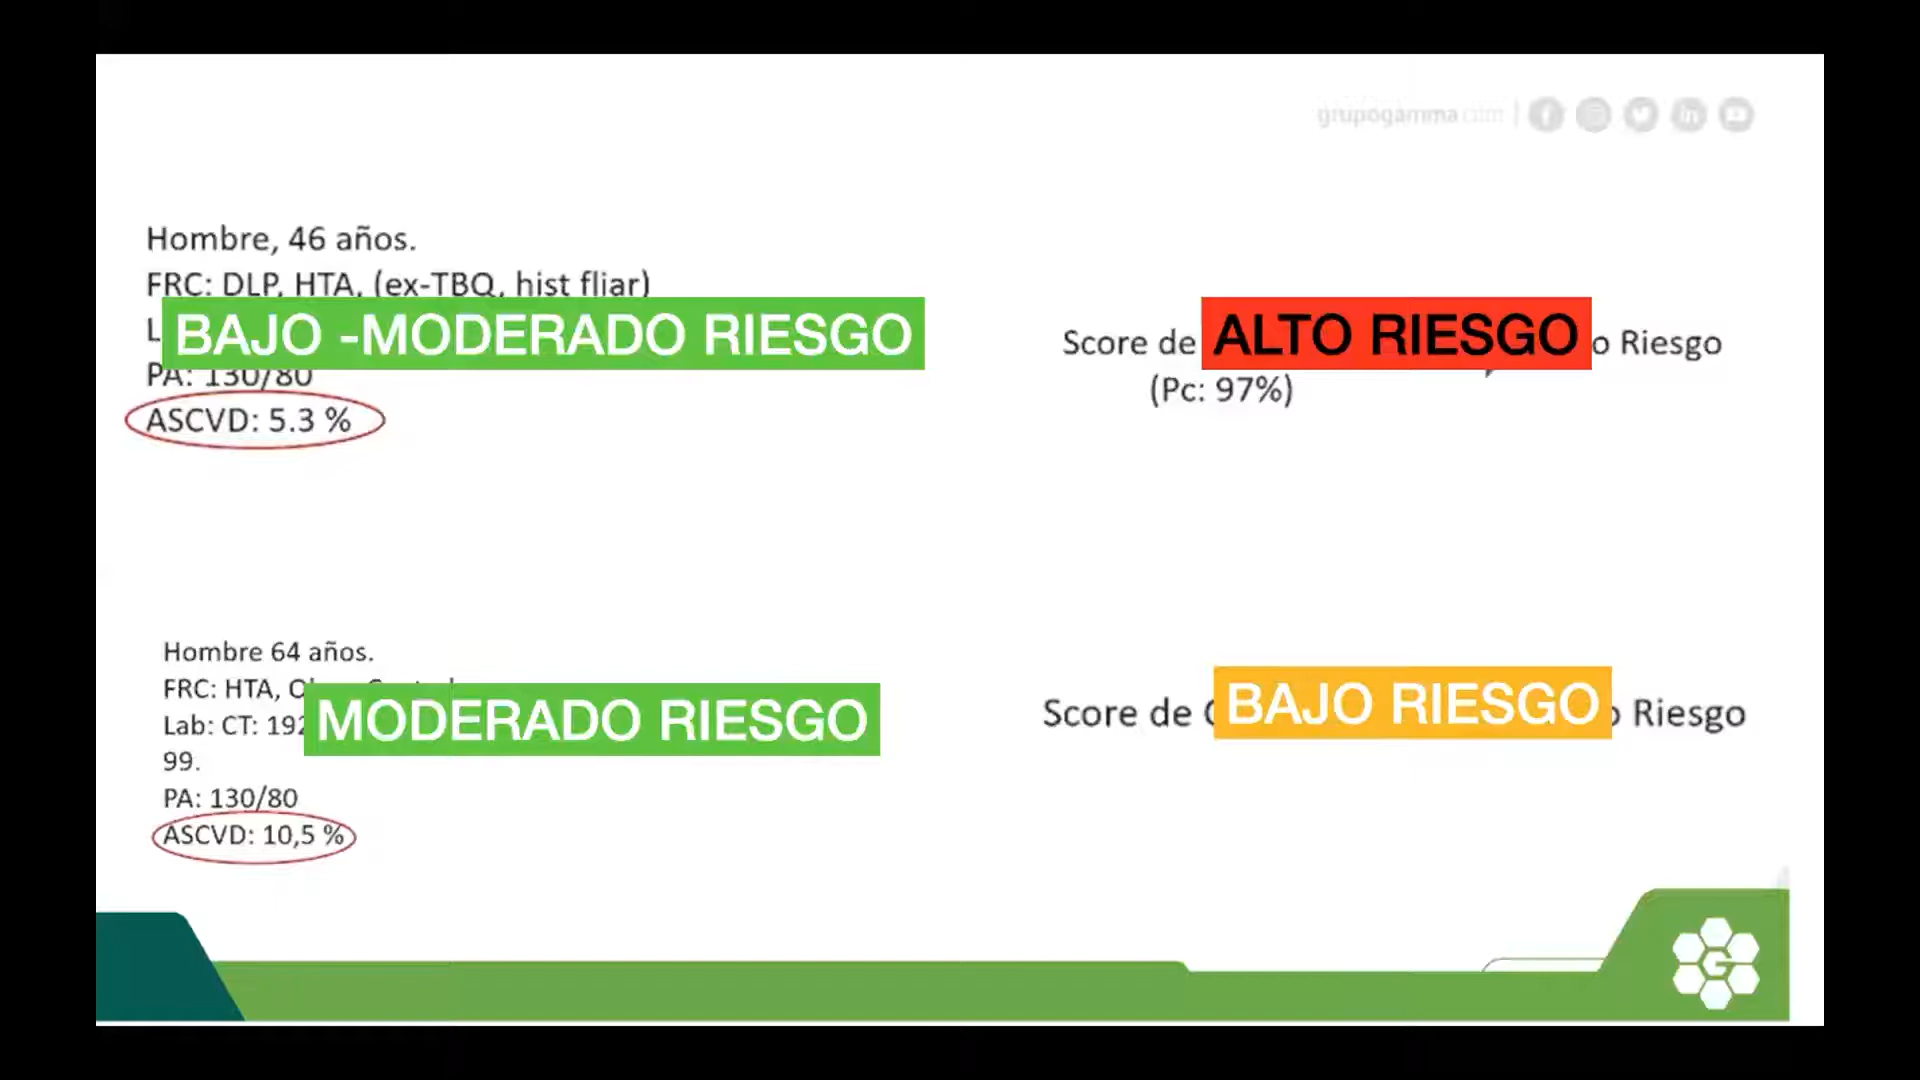 grupogamma.com
Hombre, 46 años.
FRC: DLP, HTA, (ex-TBQ, hist fliar)
L
BAJO -MODERADO RIESGO
PA: 130/80
ASCVD: 5.3 %
Score de ALTO RIESGO o Riesgo
(Pc: 97%)
Hombre 64 años.
FRC: HTA,
MODERADO RIESGO
Lab: CT: 192
99.
PA: 130/80
ASCVD: 10,5 %
Score de BAJO RIESGO o Riesgo